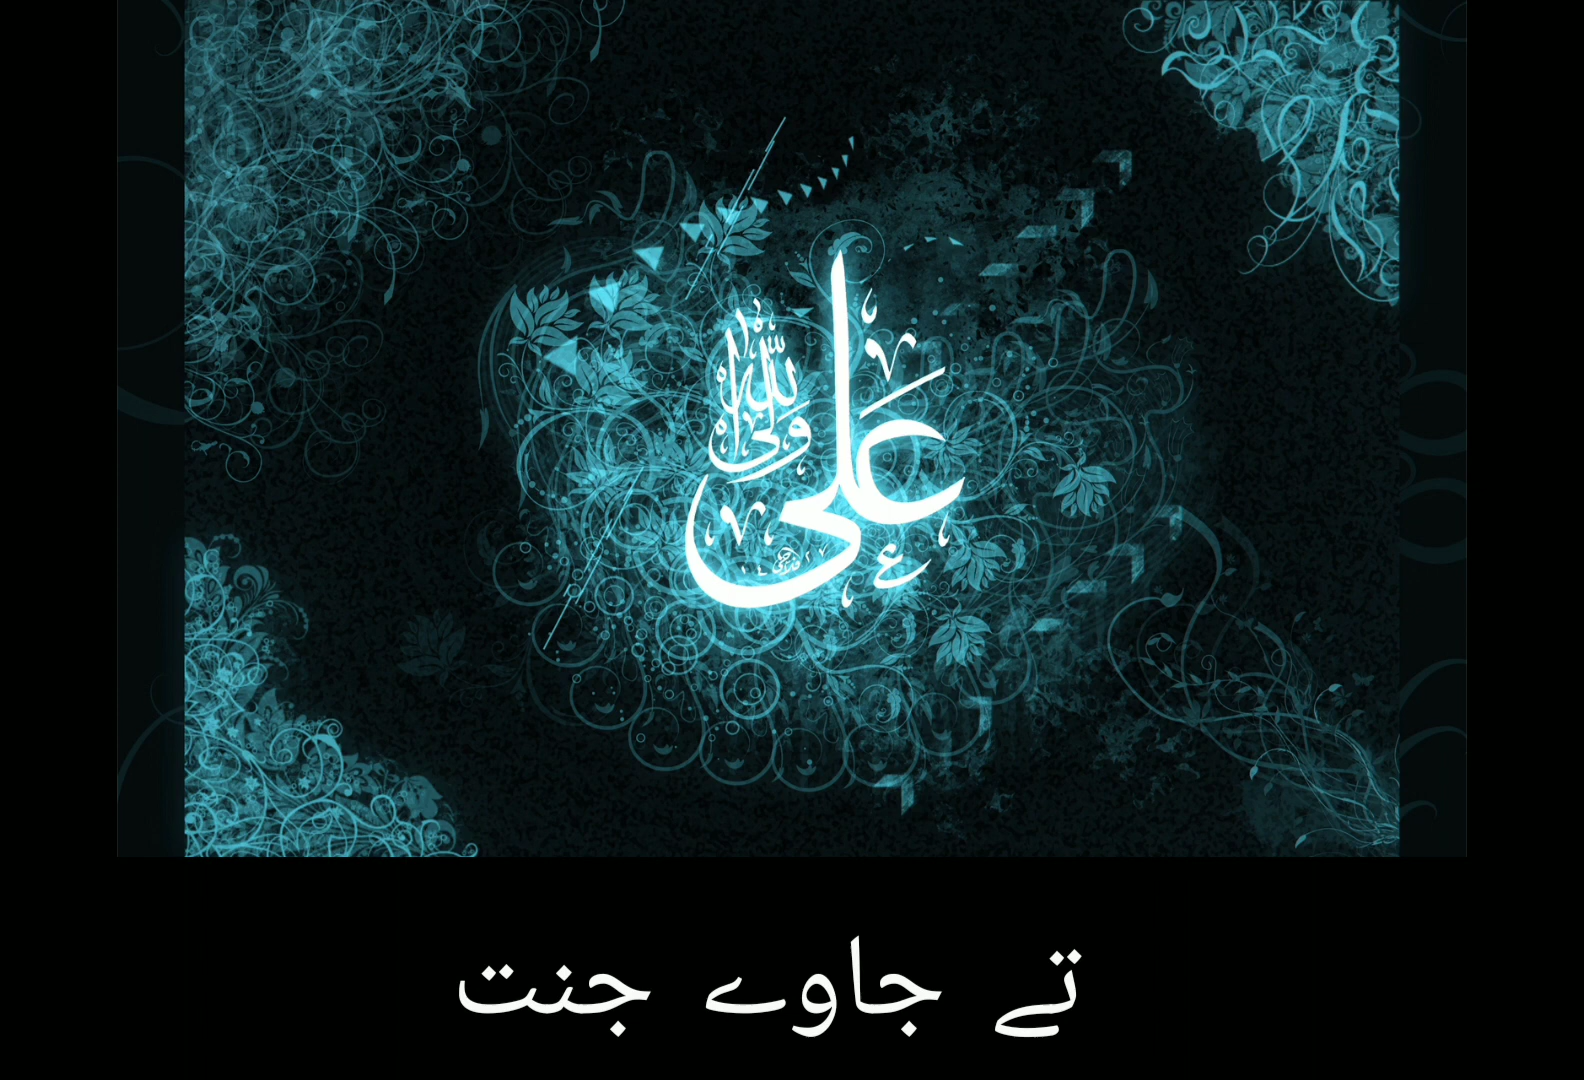 علی ولی الله
تے جاوے جنت